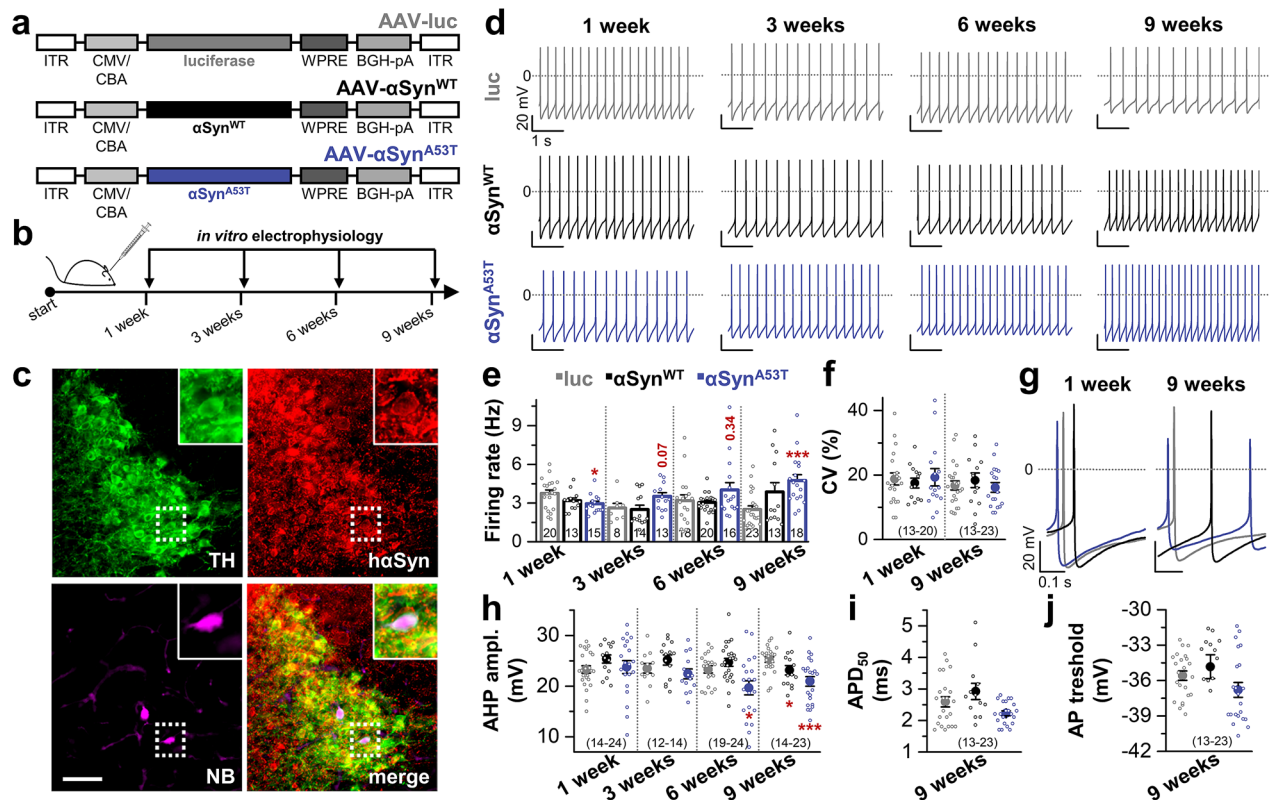 a
AAV-luc
ITR CMV/ luciferase WPRE BGH-pA ITR
CBA
AAV-αSynWT
ITR CMV/ αSynWT WPRE BGH-pA ITR
CBA
AAV-αSynA53T
ITR CMV/ αSynA53T WPRE BGH-pA ITR
CBA
b
in vitro electrophysiology
start 1 week 3 weeks 6 weeks 9 weeks
c
TH
hαSyn
NB
merge
d
1 week 3 weeks 6 weeks 9 weeks
luc
0
20 mV
1 s
αSynWT
0
αSynA53T
0
e
luc αSynWT αSynA53T
Firing rate (Hz)
9
6
3
0
* 0.07 0.34 ***
20 13 15 8 14 13 18 20 16 23 13 18
1 week 3 weeks 6 weeks 9 weeks
f
CV (%)
40
20
0
(13-20) (13-23)
1 week 9 weeks
g
1 week 9 weeks
0
20 mV
0.1 s
h
AHP ampl.
(mV)
30
20
10
* * ***
(14-24) (12-14) (19-24) (14-23)
1 week 3 weeks 6 weeks 9 weeks
i
APD50
(ms)
5
4
3
2
1
(13-23)
9 weeks
j
AP treshold
(mV)
-30
-33
-36
-39
-42
(13-23)
9 weeks